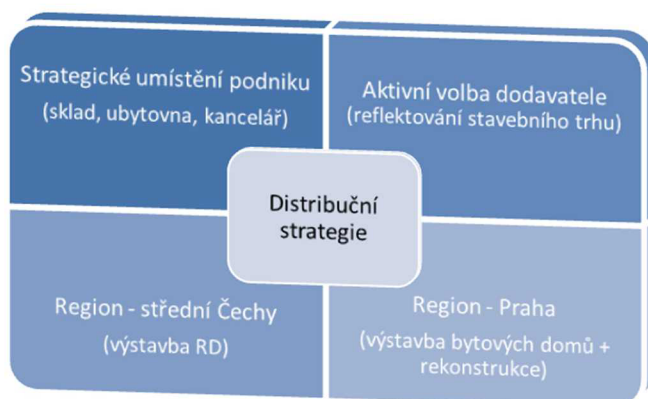 Strategické umístění podniku
(sklad, ubytovna, kancelář)
Aktivní volba dodavatele
(reflektování stavebního trhu)
Distribuční
strategie
Region - střední Čechy
(výstavba RD)
Region - Praha
(výstavba bytových domů +
rekonstrukce)